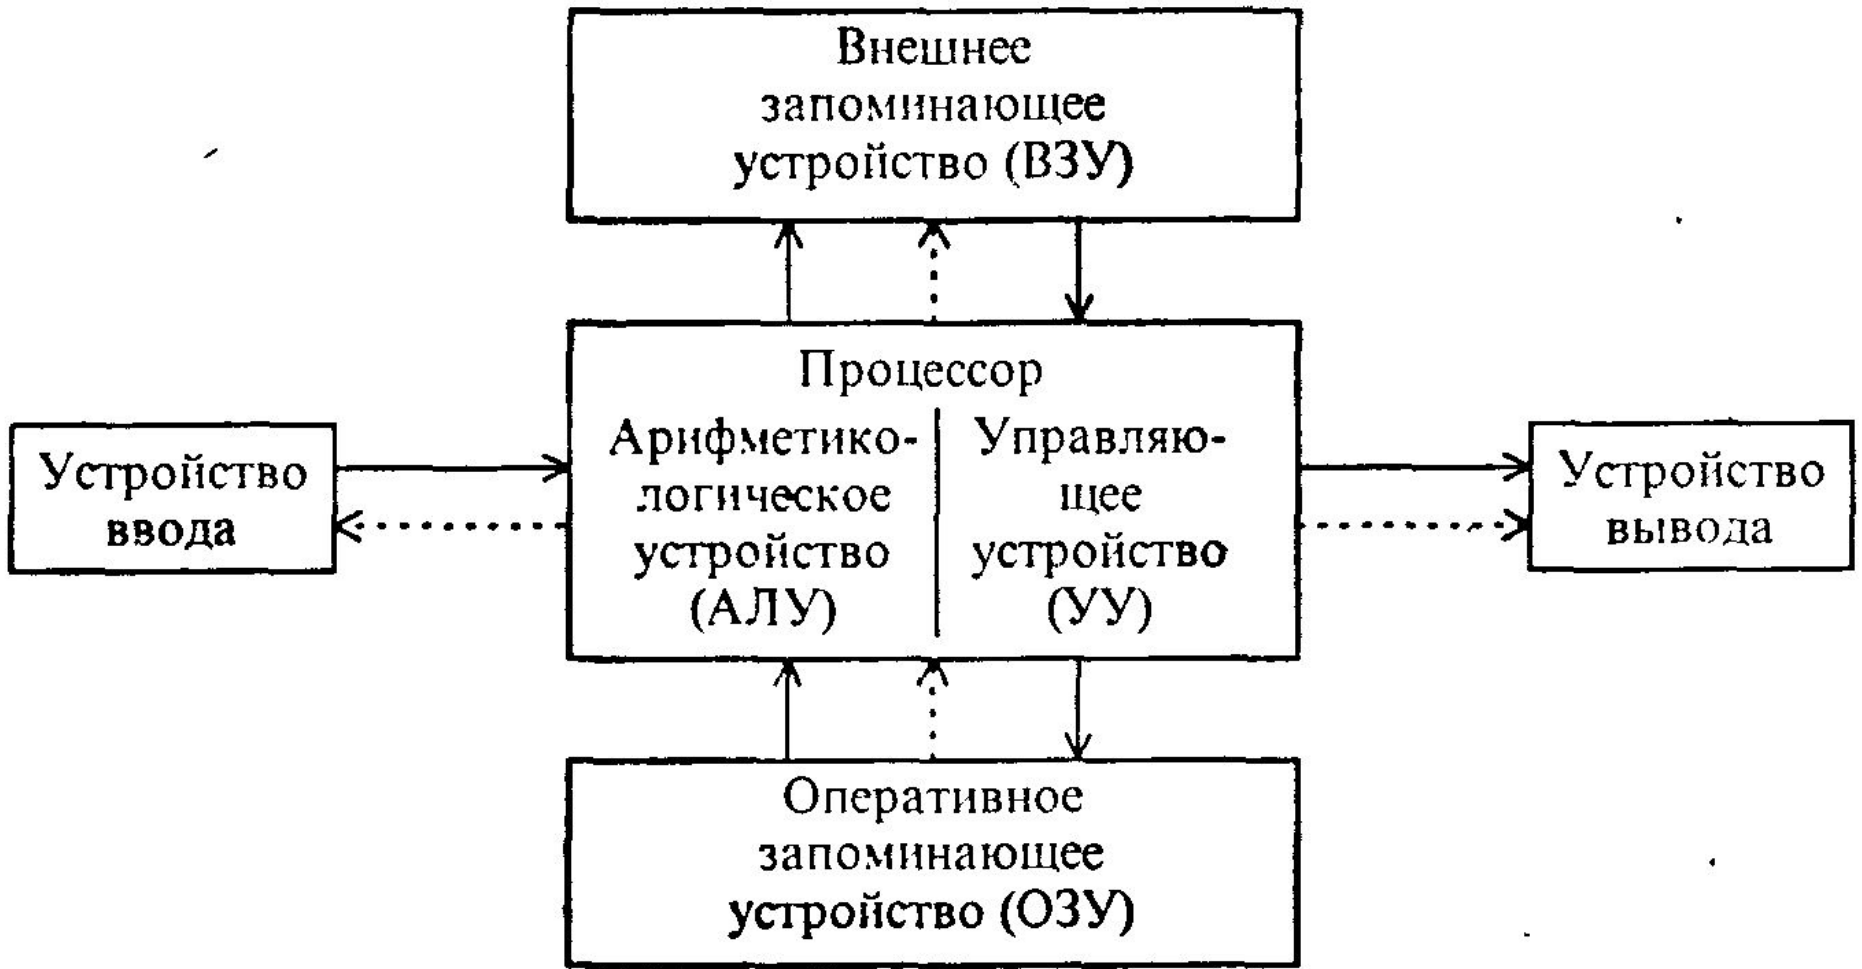 Внешнее
запоминающее
устройство (ВЗУ)
Процессор
Арифметико-
логическое
устройство
(АЛУ)
Управляю-
щее
устройство
(УУ)
Устройство
ввода
Устройство
вывода
Оперативное
запоминающее
устройство (ОЗУ)